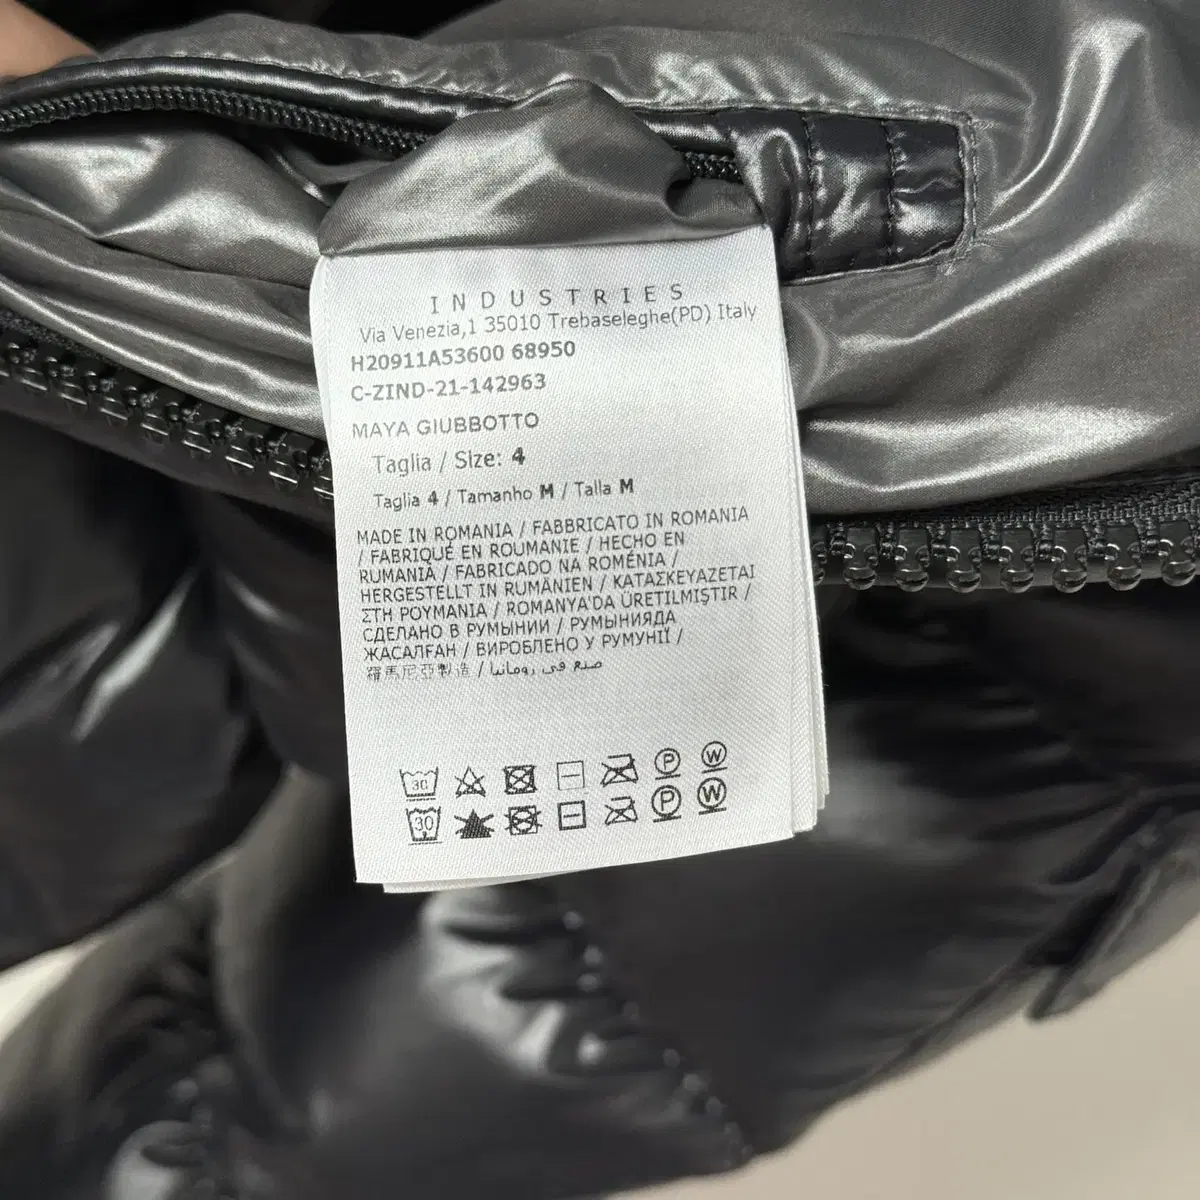 INDUSTRIES
Via Venezia,1 35010 Trebaseleghe(PD) Italy
H20911A53600 68950
C-ZIND-21-142963
MAYA GIUBBOTTO
Taglia / Size: 4
Taglia 4 / Tamanho M / Talla M
MADE IN ROMANIA / FABBRICATO IN ROMANIA
/ FABRIQUÉ EN ROUMANIE / HECHO EN
RUMANIA / FABRICADO NA ROMÉNIA /
HERGESTELLT IN RUMÄNIEN / ΚΑΤΑΣΚΕΥΑΖΕΤΑΙ
ΣΤΗ ΡΟΥΜΑΝΙΑ / ROMANYA'DA ÜRETILMIŞTIR /
СДЕЛАНО В РУМЫНИИ / РУМЫНИЯДА
ЖАСАЛҒАН / ВИРОБЛЕНО У РУМУНІЇ /
羅馬尼亞製造 / صنع في رومانيا
30 P W
30 P W